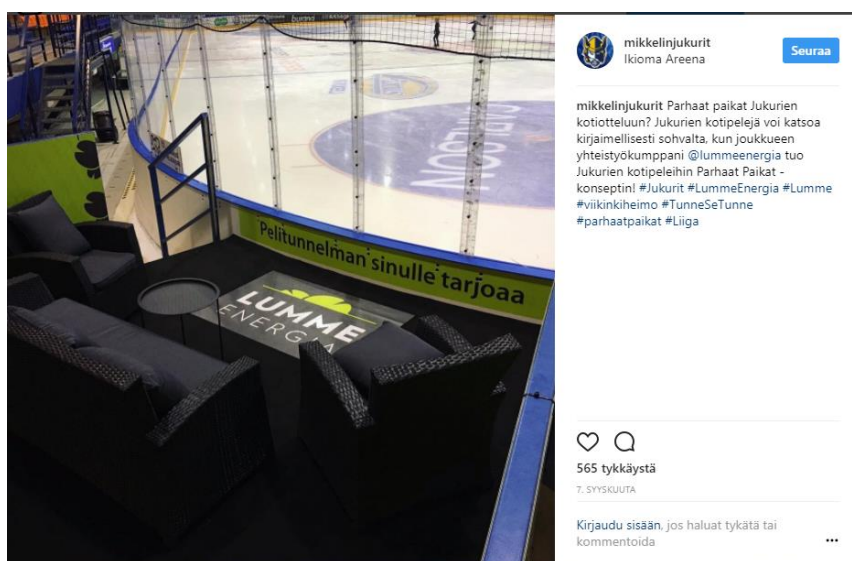 Pelitunnelman sinulle tarjoaa
LUMME
ENERGIA
mikkelinjukurit
Ikioma Areena
Seuraa
mikkelinjukurit Parhaat paikat Jukurien
kotiotteluun? Jukurien kotipelejä voi katsoa
kirjaimellisesti sohvalta, kun joukkueen
yhteistyökumppani @lummeenergia tuo
Jukurien kotipeleihin Parhaat Paikat -
konseptin! #Jukurit #LummeEnergia #Lumme
#viikinkiheimo #TunneSeTunne
#parhaatpaikat #Liiga
565 tykkäystä
7. SYYSKUUTA
Kirjaudu sisään, jos haluat tykätä tai
kommentoida